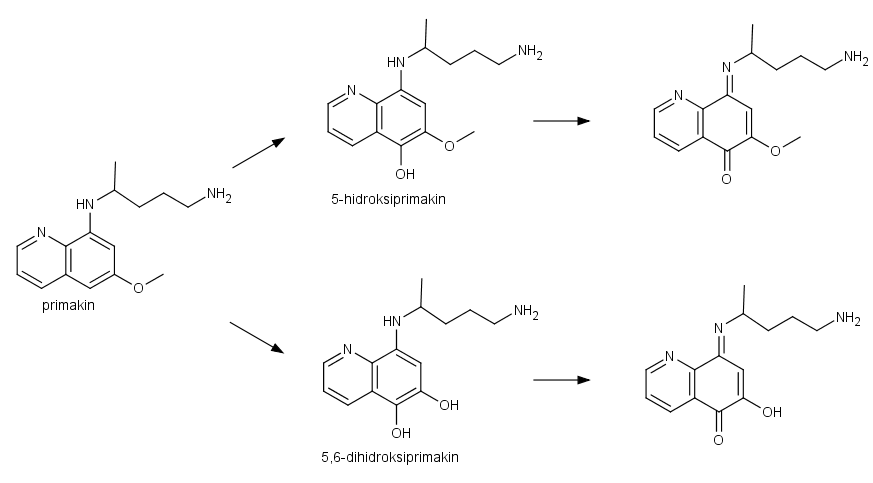 HN
NH2
N
O
OH
5-hidroksiprimakin
N
NH2
N
O
O
HN
NH2
N
O
primakin
HN
NH2
N
OH
OH
5,6-dihidroksiprimakin
N
NH2
N
OH
O